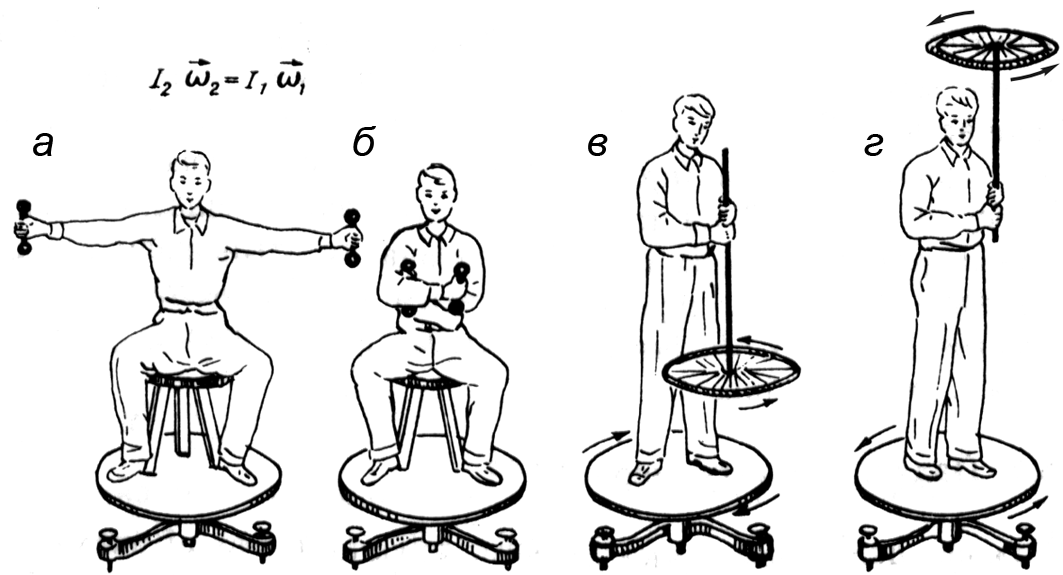 I₂ ω⃗₂ = I₁ ω⃗₁
а
б
в
г